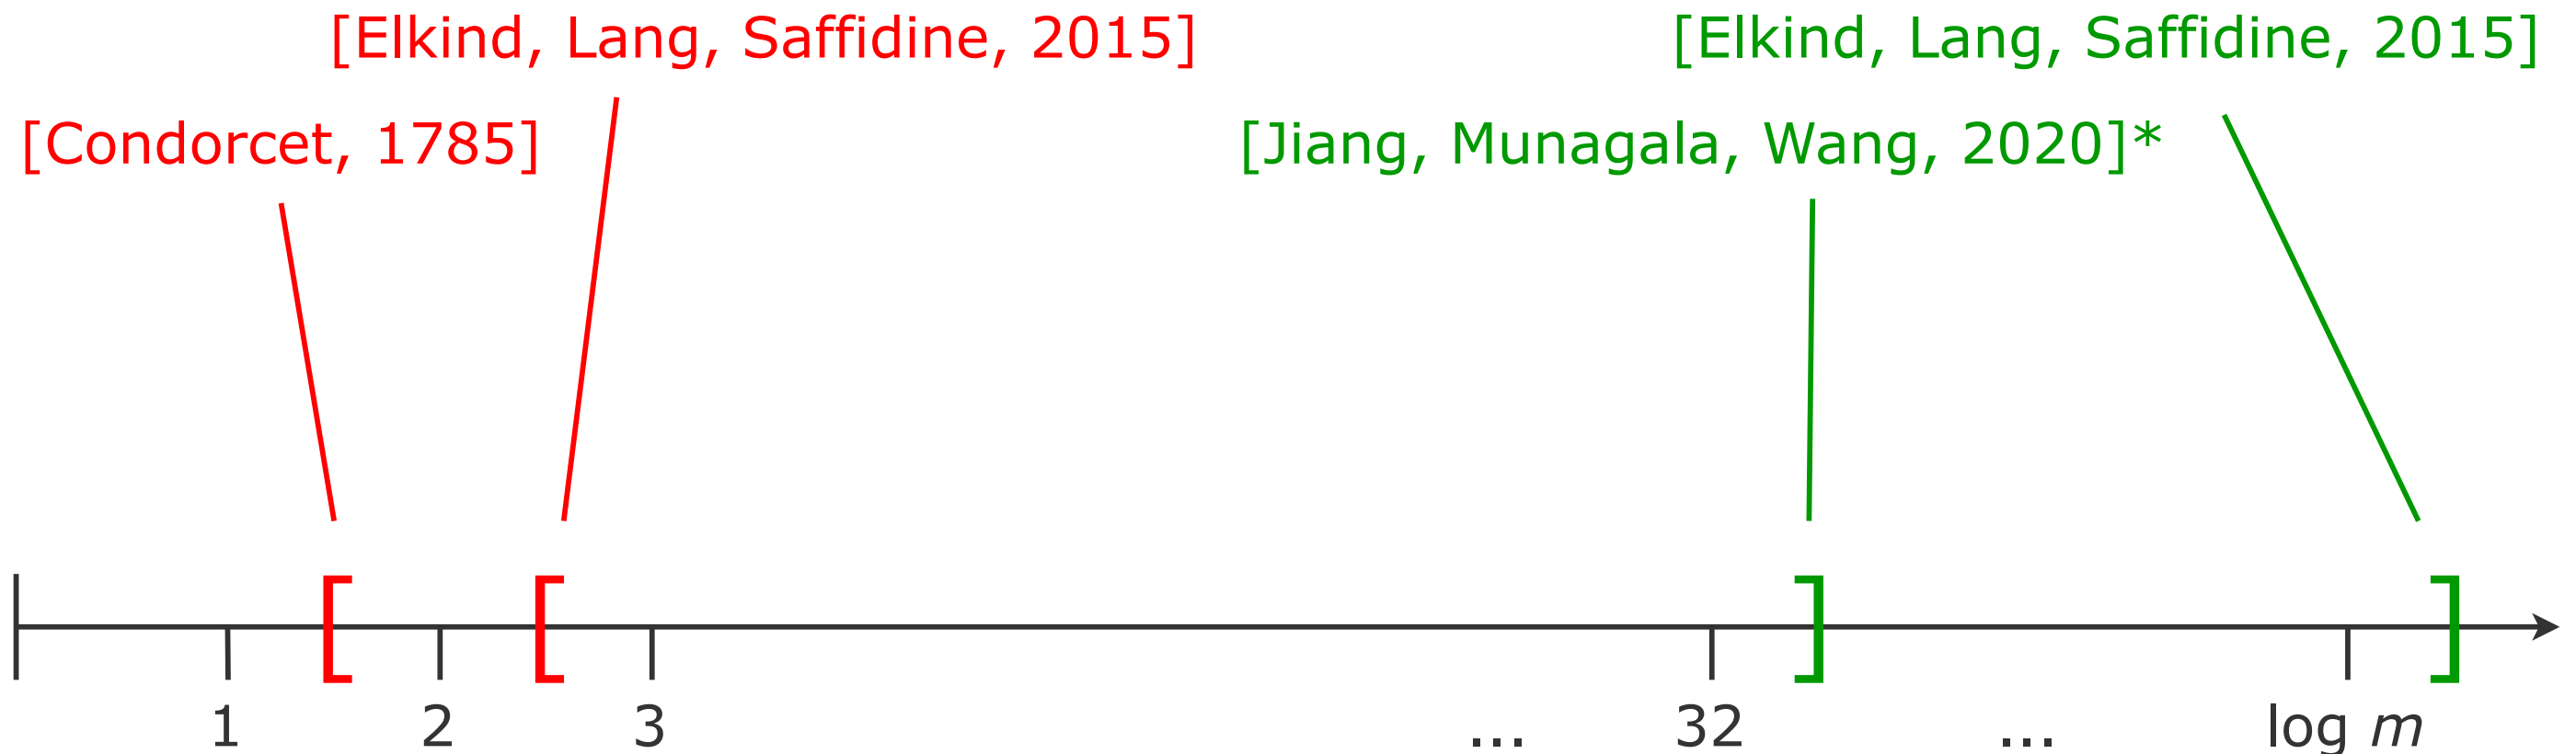 [Elkind, Lang, Saffidine, 2015]
[Elkind, Lang, Saffidine, 2015]
[Condorcet, 1785]
[Jiang, Munagala, Wang, 2020]*
1 2 3 ... 32 ... log m